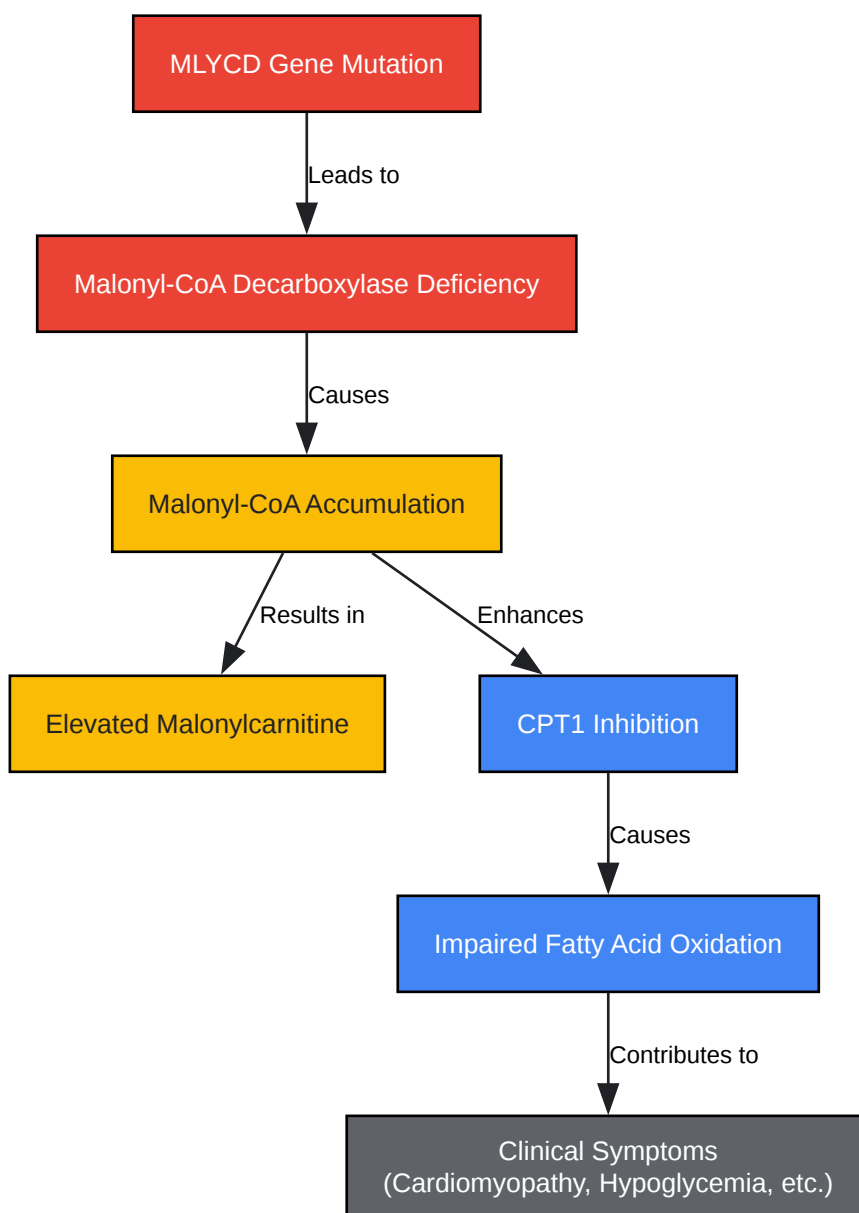 MLYCD Gene Mutation
Leads to
Malonyl-CoA Decarboxylase Deficiency
Causes
Malonyl-CoA Accumulation
Results in
Enhances
Elevated Malonylcarnitine
CPT1 Inhibition
Causes
Impaired Fatty Acid Oxidation
Contributes to
Clinical Symptoms
(Cardiomyopathy, Hypoglycemia, etc.)